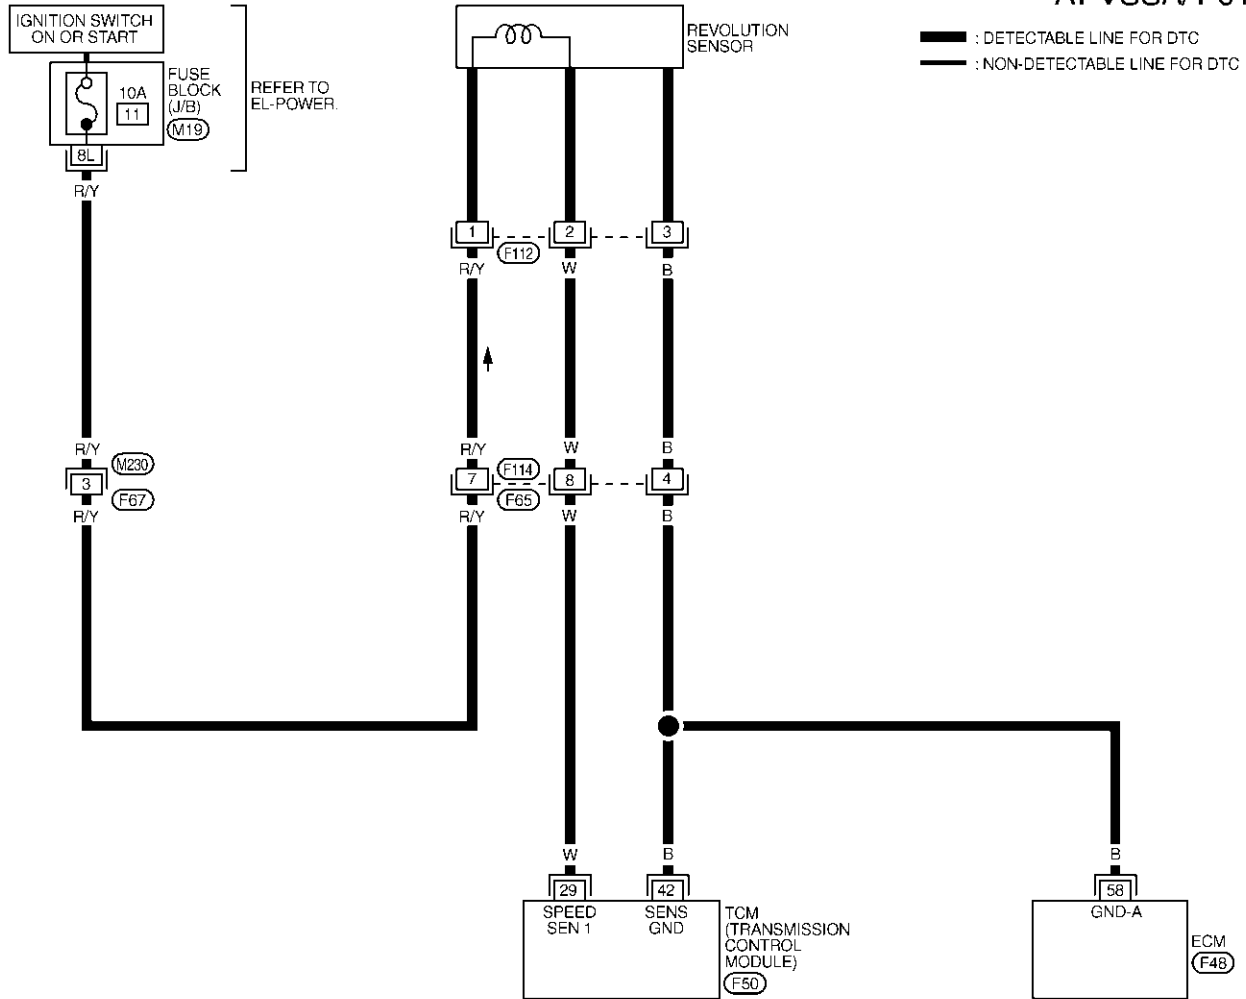 IGNITION SWITCH
ON OR START
FUSE
BLOCK
(J/B)
M19
10A
11
8L
R/Y
REFER TO
EL-POWER.
REVOLUTION
SENSOR
: DETECTABLE LINE FOR DTC
: NON-DETECTABLE LINE FOR DTC
1
2
3
F112
R/Y
W
B
R/Y
M230
3
F67
R/Y
R/Y
W
B
F114
7
8
4
F65
R/Y
W
B
W
B
B
29
42
58
SPEED
SEN 1
SENS
GND
GND-A
TCM
(TRANSMISSION
CONTROL
MODULE)
F50
ECM
F48